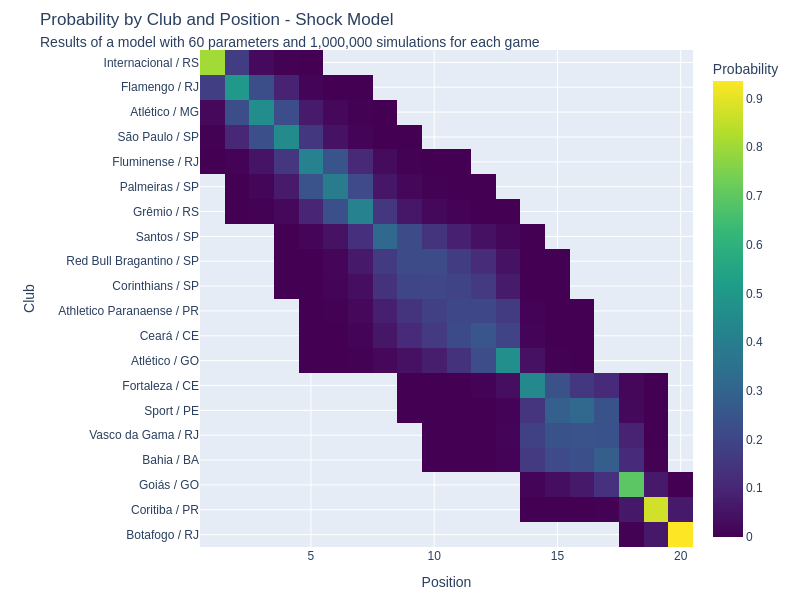 Probability by Club and Position - Shock Model
Results of a model with 60 parameters and 1,000,000 simulations for each game
Probability
Internacional / RS
Flamengo / RJ
Atlético / MG
São Paulo / SP
Fluminense / RJ
Palmeiras / SP
Grêmio / RS
Santos / SP
Red Bull Bragantino / SP
Corinthians / SP
Athletico Paranaense / PR
Ceará / CE
Atlético / GO
Fortaleza / CE
Sport / PE
Vasco da Gama / RJ
Bahia / BA
Goiás / GO
Coritiba / PR
Botafogo / RJ
Club
5
10
15
20
Position
0.9
0.8
0.7
0.6
0.5
0.4
0.3
0.2
0.1
0